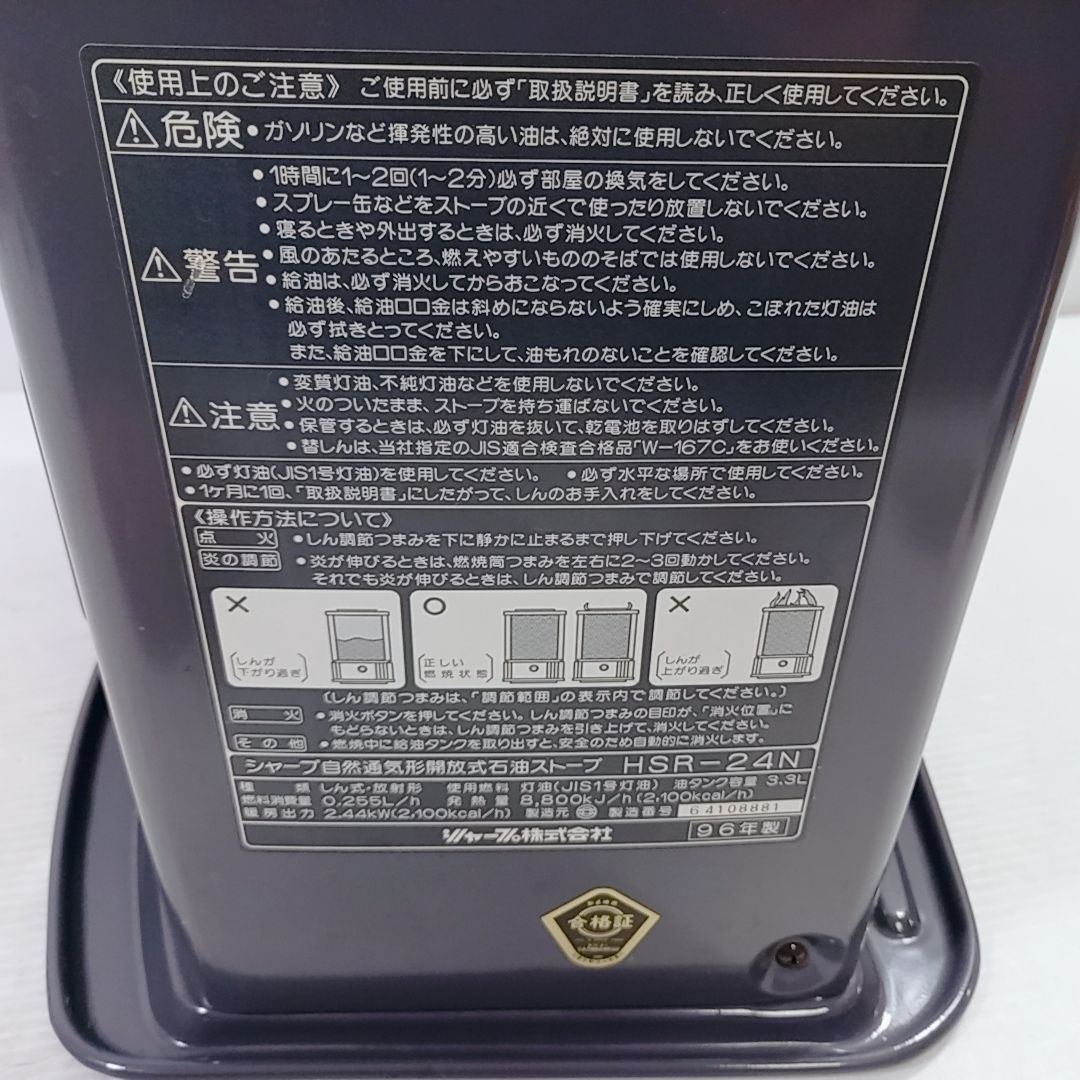 《使用上のご注意》 ご使用前に必ず「取扱説明書」を読み、正しく使用してください。
⚠危険 •ガソリンなど揮発性の高い油は、絶対に使用しないでください。
⚠警告
•1時間に1~2回(1~2分)必ず部屋の換気をしてください。
•スプレー缶などをストーブの近くで使ったり放置しないでください。
•寝るときや外出するときは、必ず消火してください。
•風のあたるところ、燃えやすいもののそばでは使用しないでください。
•給油は、必ず消火してからおこなってください。
•給油後、給油口口金は斜めにならないよう確実にしめ、こぼれた灯油は
必ず拭きとってください。
また、給油口口金を下にして、油もれのないことを確認してください。
⚠注意
•変質灯油、不純灯油などを使用しないでください。
•火のついたまま、ストーブを持ち運ばないでください。
•保管するときは、必ず灯油を抜いて、乾電池を取りはずしてください。
•替しんは、当社指定のJIS適合検査合格品「W-167C」をお使いください。
•必ず灯油(JIS1号灯油)を使用してください。 •必ず水平な場所で使用してください。
•1ヶ月に1回、「取扱説明書」にしたがって、しんのお手入れをしてください。
《操作方法について》
点火 •しん調節つまみを下に静かに止まるまで押し下げてください。
炎の調節 •炎が伸びるときは、燃焼筒つまみを左右に2~3回動かしてください。
それでも炎が伸びるときは、しん調節つまみで調節してください。
× しんが
下がり過ぎ
○ 正しい
燃焼状態
× しんが
上がり過ぎ
(しん調節つまみは、「調節範囲」の表示内で調節してください。)
消火 •消火ボタンを押してください。しん調節つまみの目印が、「消火位置」に
もどらないときは、しん調節つまみを引き上げて、消火してください。
その他 •燃焼中に給油タンクを取り出すと、安全のため自動的に消火します。
シャープ自然通気形開放式石油ストーブ HSR-24N
種類 しん式・放射形 使用燃料 灯油(JIS1号灯油) 油タンク容量 3.3L
燃料消費量 0.255L/h 発熱量 8,800kJ/h(2,100kcal/h)
暖房出力 2.44kW(2,100kcal/h) 製造元 製造番号 64108881
シャープ株式会社 96年製
合格証